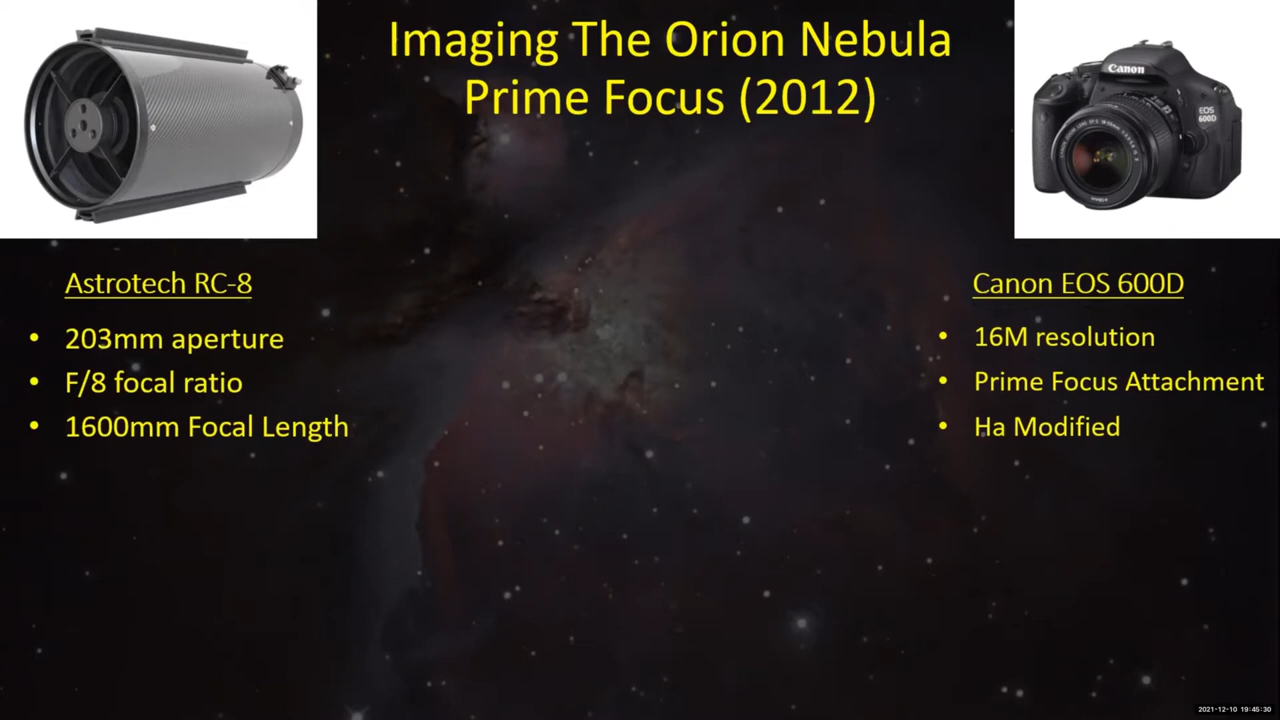 Imaging The Orion Nebula
Prime Focus (2012)
Canon
EOS
600D
Astrotech RC-8
• 203mm aperture
• F/8 focal ratio
• 1600mm Focal Length
Canon EOS 600D
• 16M resolution
• Prime Focus Attachment
• Ha Modified
2021-12-10 19:45:30